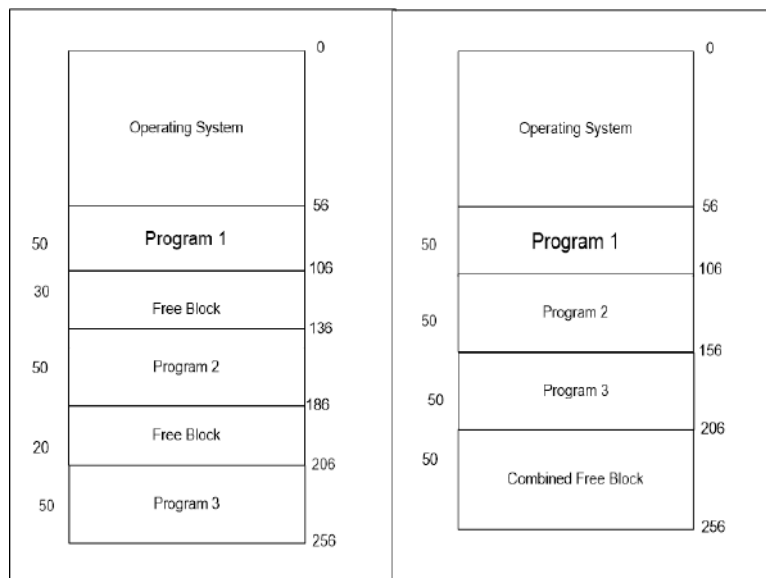 0
Operating System
56
Program 1
50
106
30
Free Block
136
Program 2
50
186
Free Block
20
206
Program 3
50
256
0
Operating System
56
Program 1
50
106
Program 2
50
156
Program 3
50
206
50
Combined Free Block
256